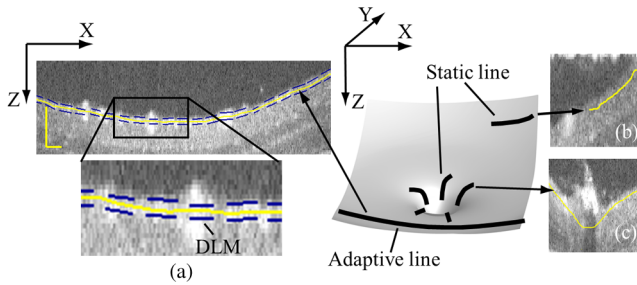 X
Z
Y
X
Z
Static line
(b)
DLM
Adaptive line
(c)
(a)